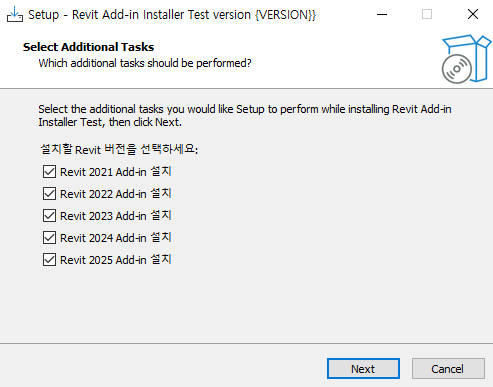 Setup - Revit Add-in Installer Test version {VERSION}}
Select Additional Tasks
Which additional tasks should be performed?
Select the additional tasks you would like Setup to perform while installing Revit Add-in
Installer Test, then click Next.
설치할 Revit 버전을 선택하세요:
Revit 2021 Add-in 설치
Revit 2022 Add-in 설치
Revit 2023 Add-in 설치
Revit 2024 Add-in 설치
Revit 2025 Add-in 설치
Next
Cancel